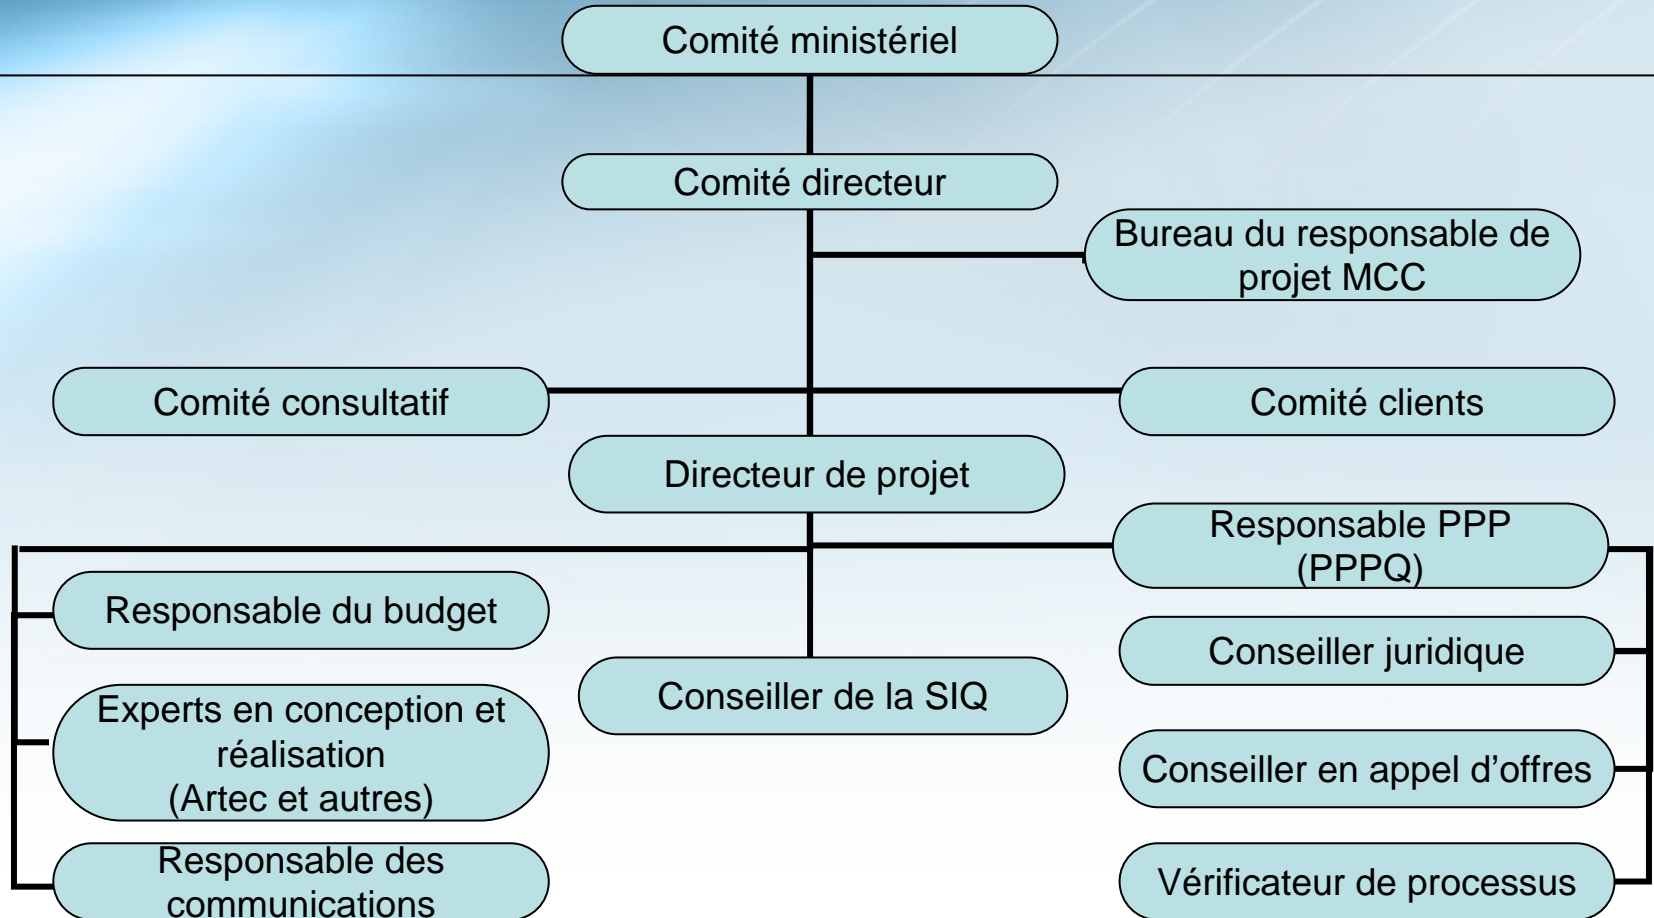 Comité ministériel
Comité directeur
Bureau du responsable de
projet MCC
Comité consultatif
Comité clients
Directeur de projet
Responsable PPP
(PPPQ)
Responsable du budget
Conseiller juridique
Conseiller de la SIQ
Experts en conception et
réalisation
(Artec et autres)
Conseiller en appel d’offres
Responsable des
communications
Vérificateur de processus